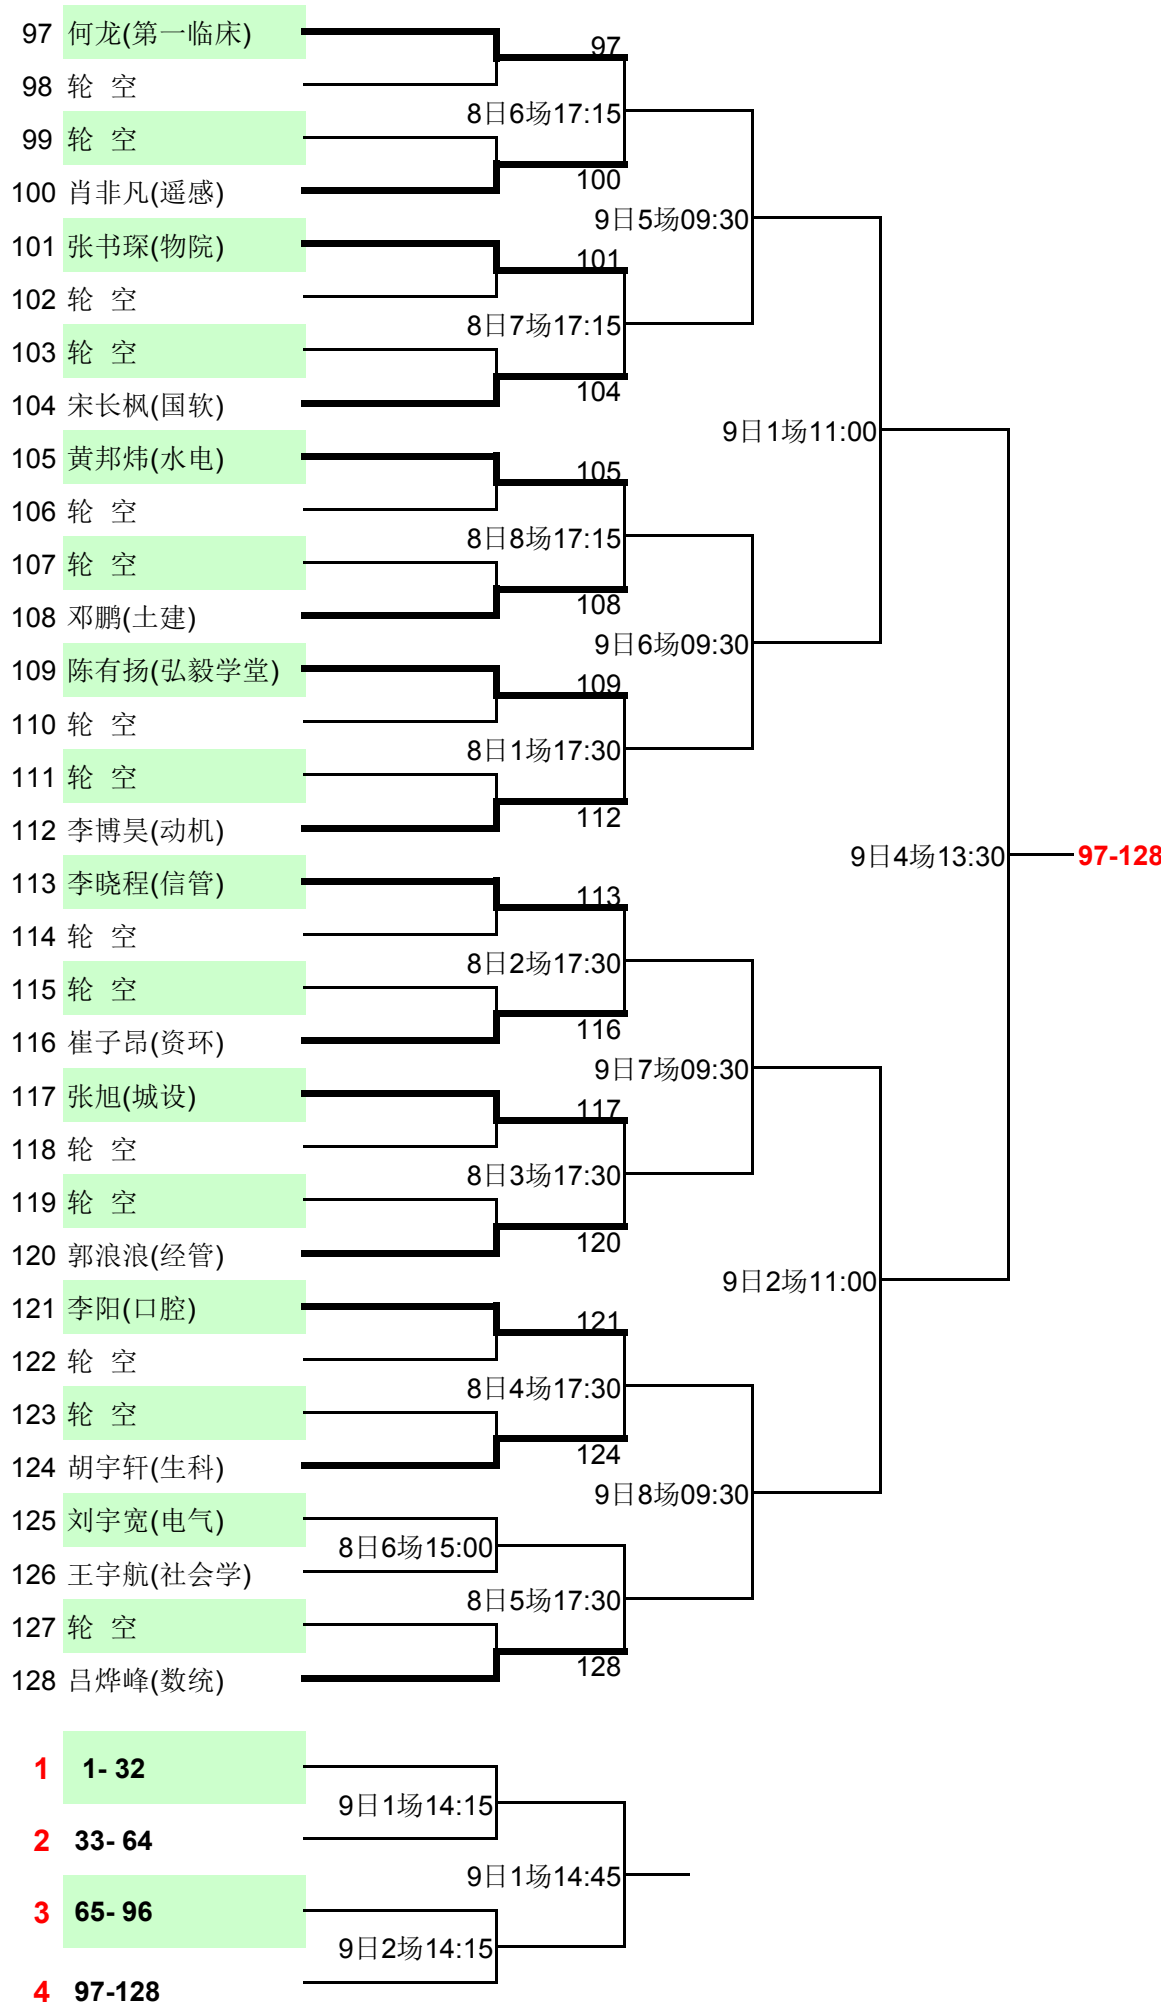 97 何龙(第一临床)
97
98 轮 空
8日6场17:15
99 轮 空
100
100 肖非凡(遥感)
9日5场09:30
101 张书琛(物院)
101
102 轮 空
8日7场17:15
103 轮 空
104
104 宋长枫(国软)
9日1场11:00
105 黄邦炜(水电)
105
106 轮 空
8日8场17:15
107 轮 空
108
108 邓鹏(土建)
9日6场09:30
109 陈有扬(弘毅学堂)
109
110 轮 空
8日1场17:30
111 轮 空
112
112 李博昊(动机)
9日4场13:30
97-128
113 李晓程(信管)
113
114 轮 空
8日2场17:30
115 轮 空
116
116 崔子昂(资环)
9日7场09:30
117 张旭(城设)
117
118 轮 空
8日3场17:30
119 轮 空
120
120 郭浪浪(经管)
9日2场11:00
121 李阳(口腔)
121
122 轮 空
8日4场17:30
123 轮 空
124
124 胡宇轩(生科)
9日8场09:30
125 刘宇宽(电气)
8日6场15:00
126 王宇航(社会学)
8日5场17:30
127 轮 空
128
128 吕烨峰(数统)
1 1- 32
9日1场14:15
2 33- 64
9日1场14:45
3 65- 96
9日2场14:15
4 97-128